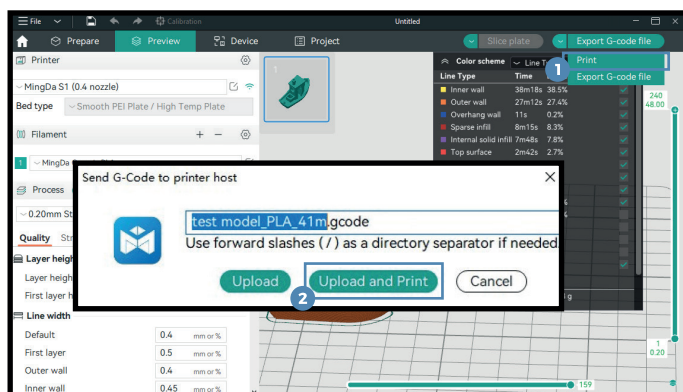 File
Calibration
Untitled
Prepare
Preview
Device
Project
Slice plate
Export G-code file
Printer
MingDa S1 (0.4 nozzle)
Bed type
Smooth PEI Plate / High Temp Plate
Filament
1
MingDa
Process
0.20mm St
Quality
Layer heigh
Layer heigh
First layer h
Line width
Default 0.4 mm or %
First layer 0.5 mm or %
Outer wall 0.4 mm or %
Inner wall 0.45 mm or %
1
Color scheme
Line T
Line Type Time
Inner wall 38m18s 38.5%
Outer wall 27m12s 27.4%
Overhang wall 11s 0.2%
Sparse infill 8m15s 8.3%
Internal solid infill 7m48s 7.8%
Top surface 2m42s 2.7%
1
Print
Export G-code file
240
48.00
Send G-Code to printer host
test model_PLA_41m.gcode
Use forward slashes ( / ) as a directory separator if needed
Upload
Upload and Print
Cancel
2
g
1
0.20
159